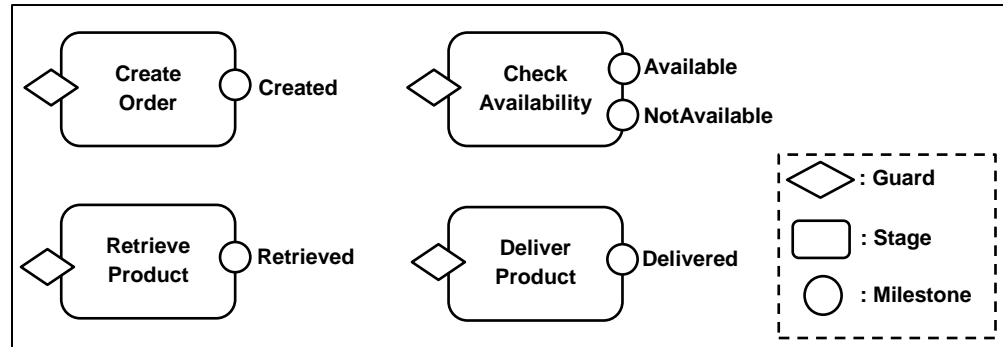 Create
Order
Created
Check
Availability
Available
NotAvailable
Retrieve
Product
Retrieved
Deliver
Product
Delivered
: Guard
: Stage
: Milestone